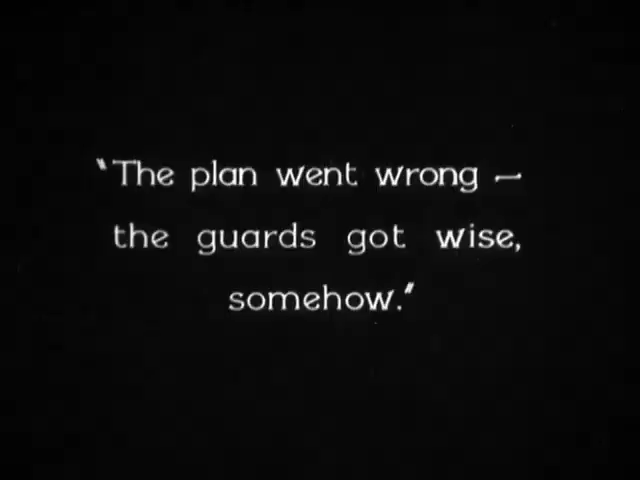 "The plan went wrong —
the guards got wise,
somehow."